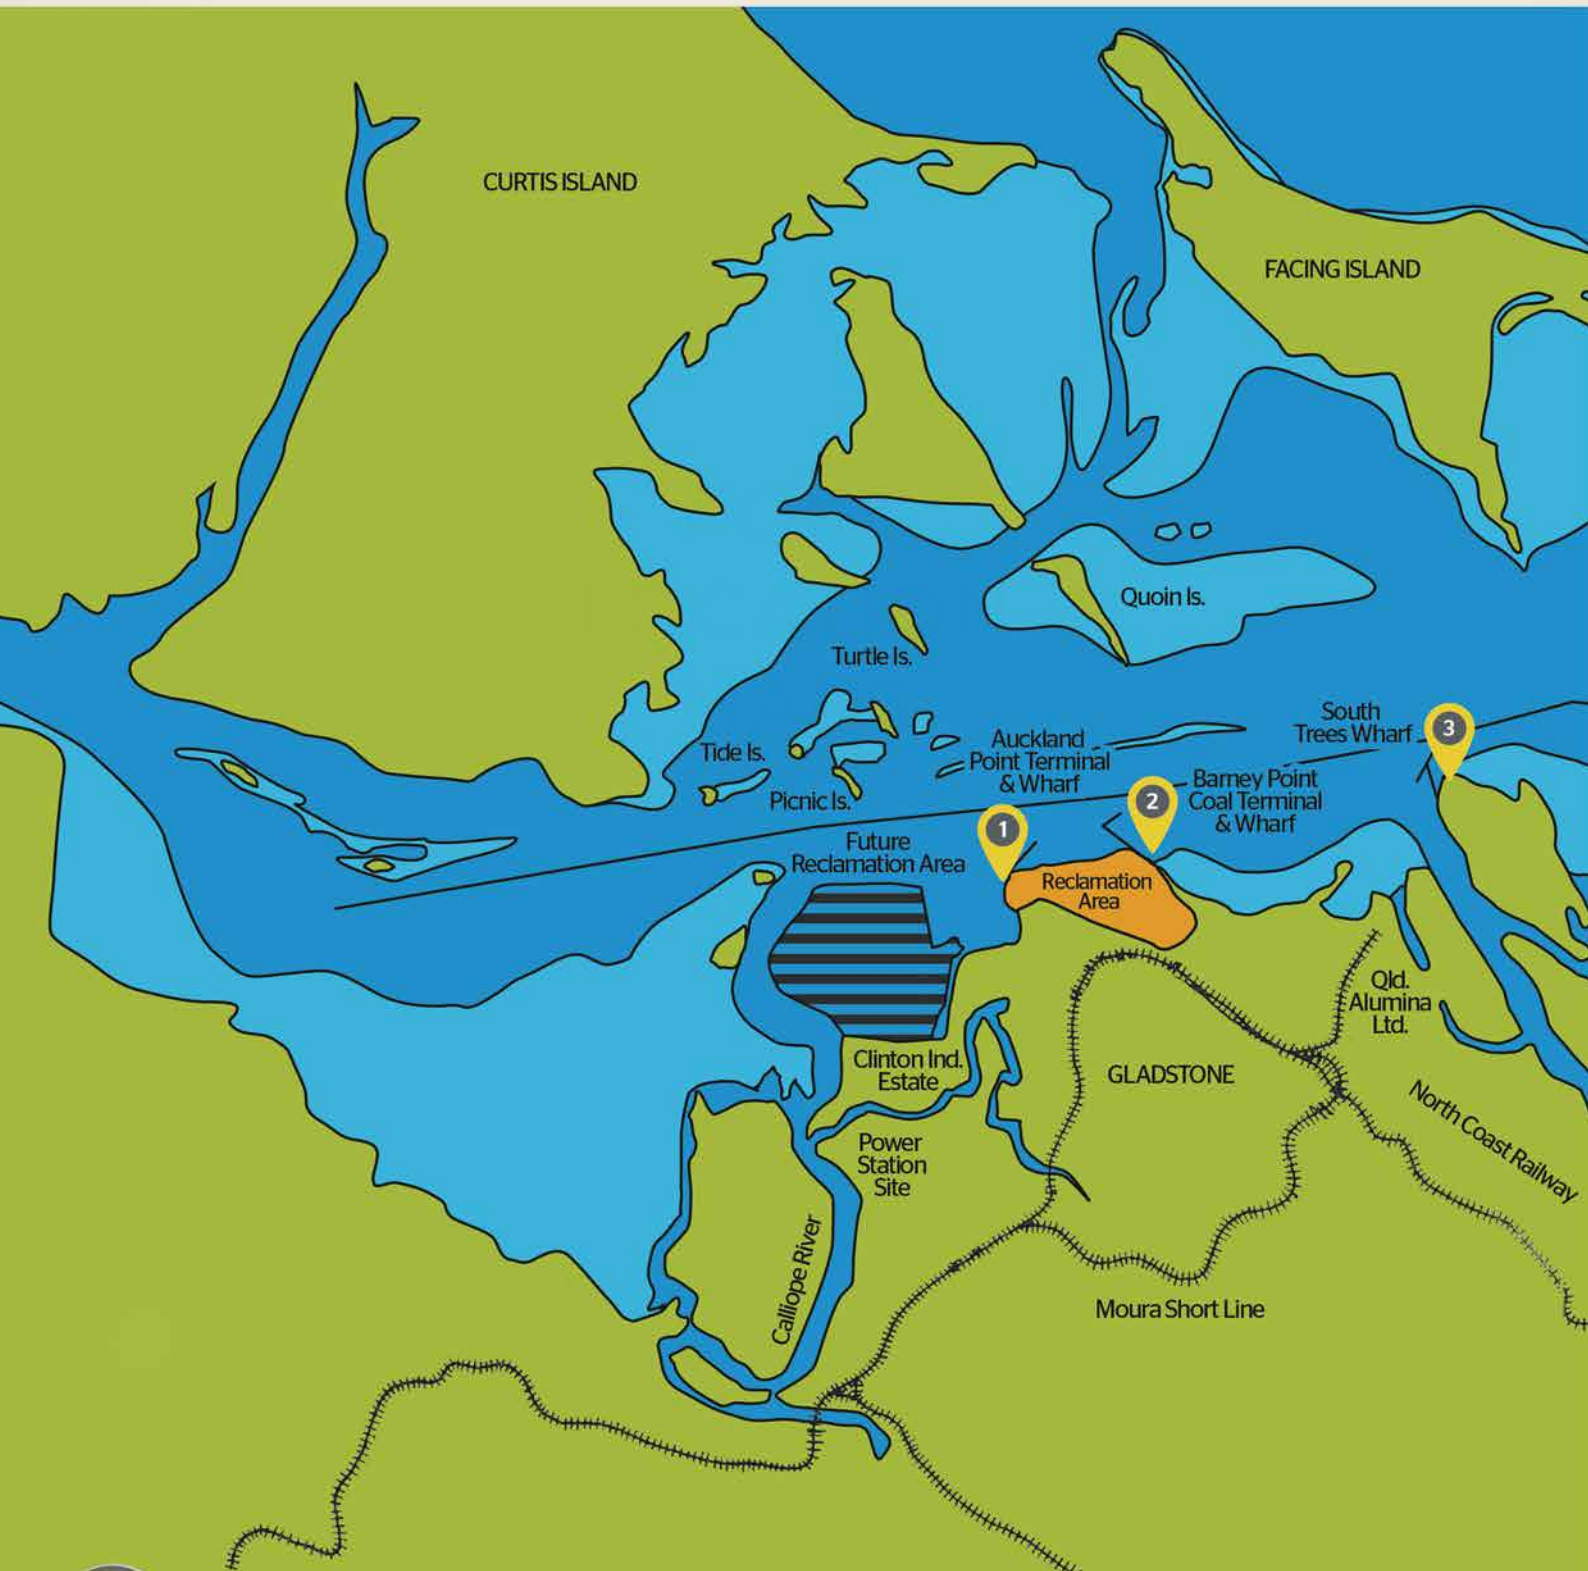 CURTIS ISLAND
FACING ISLAND
Quoin Is.
Turtle Is.
South
Trees Wharf
3
Tide Is.
Auckland
Point Terminal
& Wharf
Picnic Is.
Barney Point
Coal Terminal
& Wharf
2
1
Future
Reclamation Area
Reclamation
Area
Qld.
Alumina
Ltd.
Clinton Ind.
Estate
GLADSTONE
North Coast Railway
Power
Station
Site
Calliope River
Moura Short Line